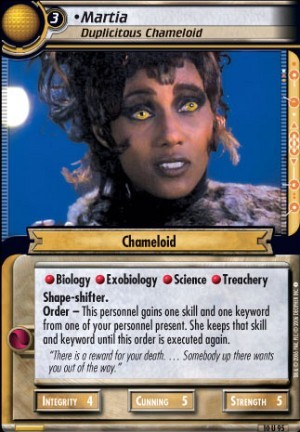 3
•Martia
Duplicitous Chameloid
Chameloid
Biology Exobiology Science Treachery
Shape-shifter.
Order – This personnel gains one skill and one keyword
from one of your personnel present. She keeps that skill
and keyword until this order is executed again.
"There is a reward for your death. . . . Somebody up there wants
you out of the way."
INTEGRITY 4
CUNNING 5
STRENGTH 5
10 U 95